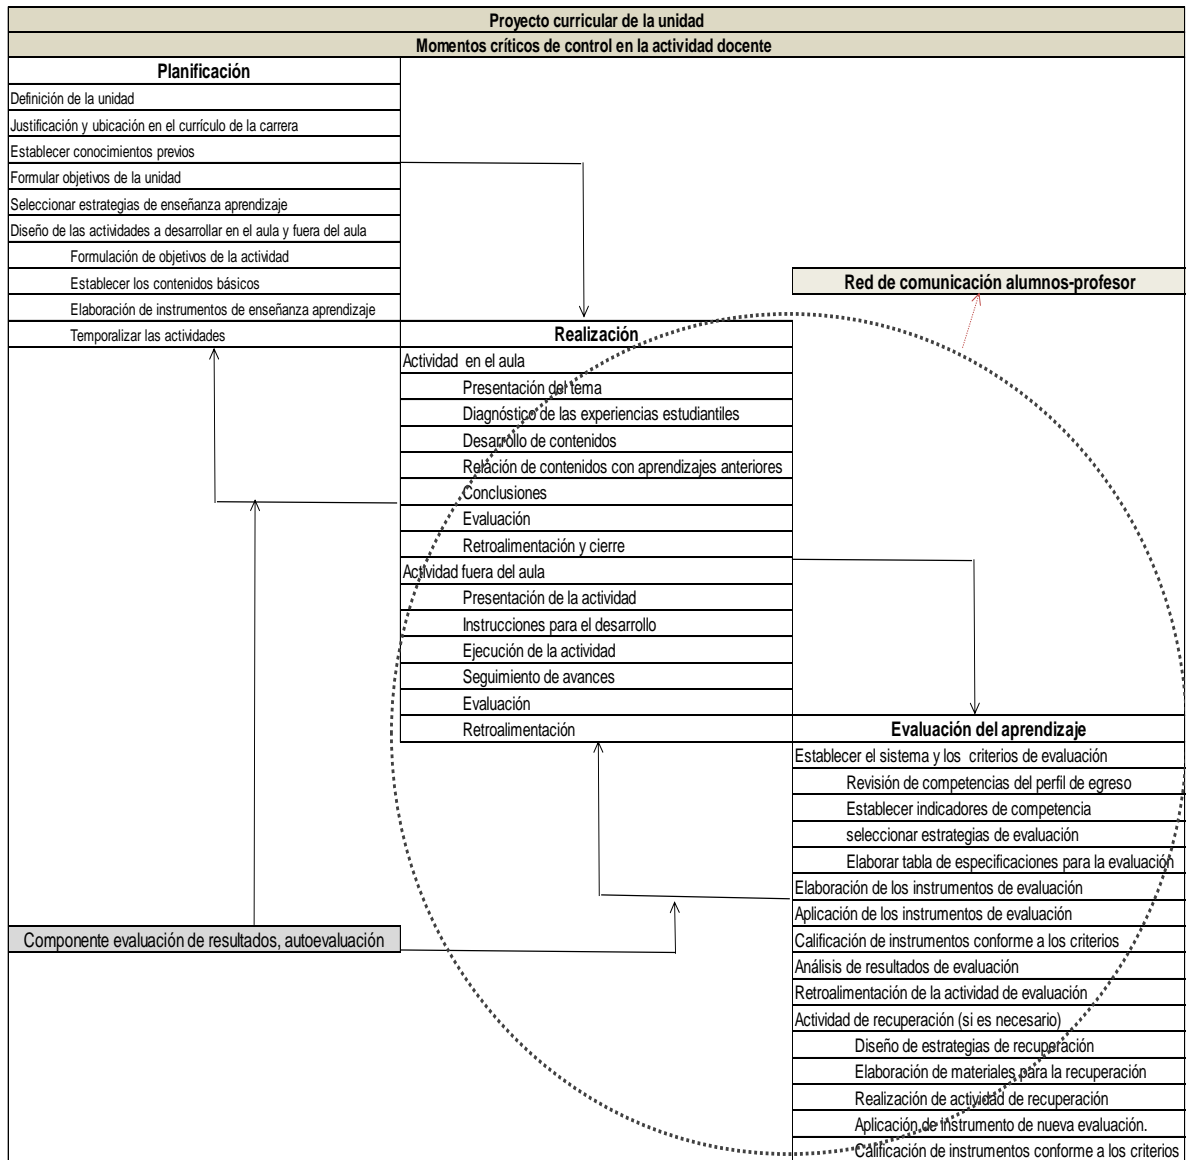 Proyecto curricular de la unidad
Momentos críticos de control en la actividad docente
Planificación
Definición de la unidad
Justificación y ubicación en el currículo de la carrera
Establecer conocimientos previos
Formular objetivos de la unidad
Seleccionar estrategias de enseñanza aprendizaje
Diseño de las actividades a desarrollar en el aula y fuera del aula
Formulación de objetivos de la actividad
Establecer los contenidos básicos
Elaboración de instrumentos de enseñanza aprendizaje
Temporalizar las actividades
Red de comunicación alumnos-profesor
Realización
Actividad en el aula
Presentación del tema
Diagnóstico de las experiencias estudiantiles
Desarrollo de contenidos
Relación de contenidos con aprendizajes anteriores
Conclusiones
Evaluación
Retroalimentación y cierre
Actividad fuera del aula
Presentación de la actividad
Instrucciones para el desarrollo
Ejecución de la actividad
Seguimiento de avances
Evaluación
Retroalimentación
Evaluación del aprendizaje
Establecer el sistema y los criterios de evaluación
Revisión de competencias del perfil de egreso
Establecer indicadores de competencia
seleccionar estrategias de evaluación
Elaborar tabla de especificaciones para la evaluación
Elaboración de los instrumentos de evaluación
Aplicación de los instrumentos de evaluación
Calificación de instrumentos conforme a los criterios
Análisis de resultados de evaluación
Retroalimentación de la actividad de evaluación
Actividad de recuperación (si es necesario)
Diseño de estrategias de recuperación
Elaboración de materiales para la recuperación
Realización de actividad de recuperación
Aplicación de instrumento de nueva evaluación.
Calificación de instrumentos conforme a los criterios
Componente evaluación de resultados, autoevaluación